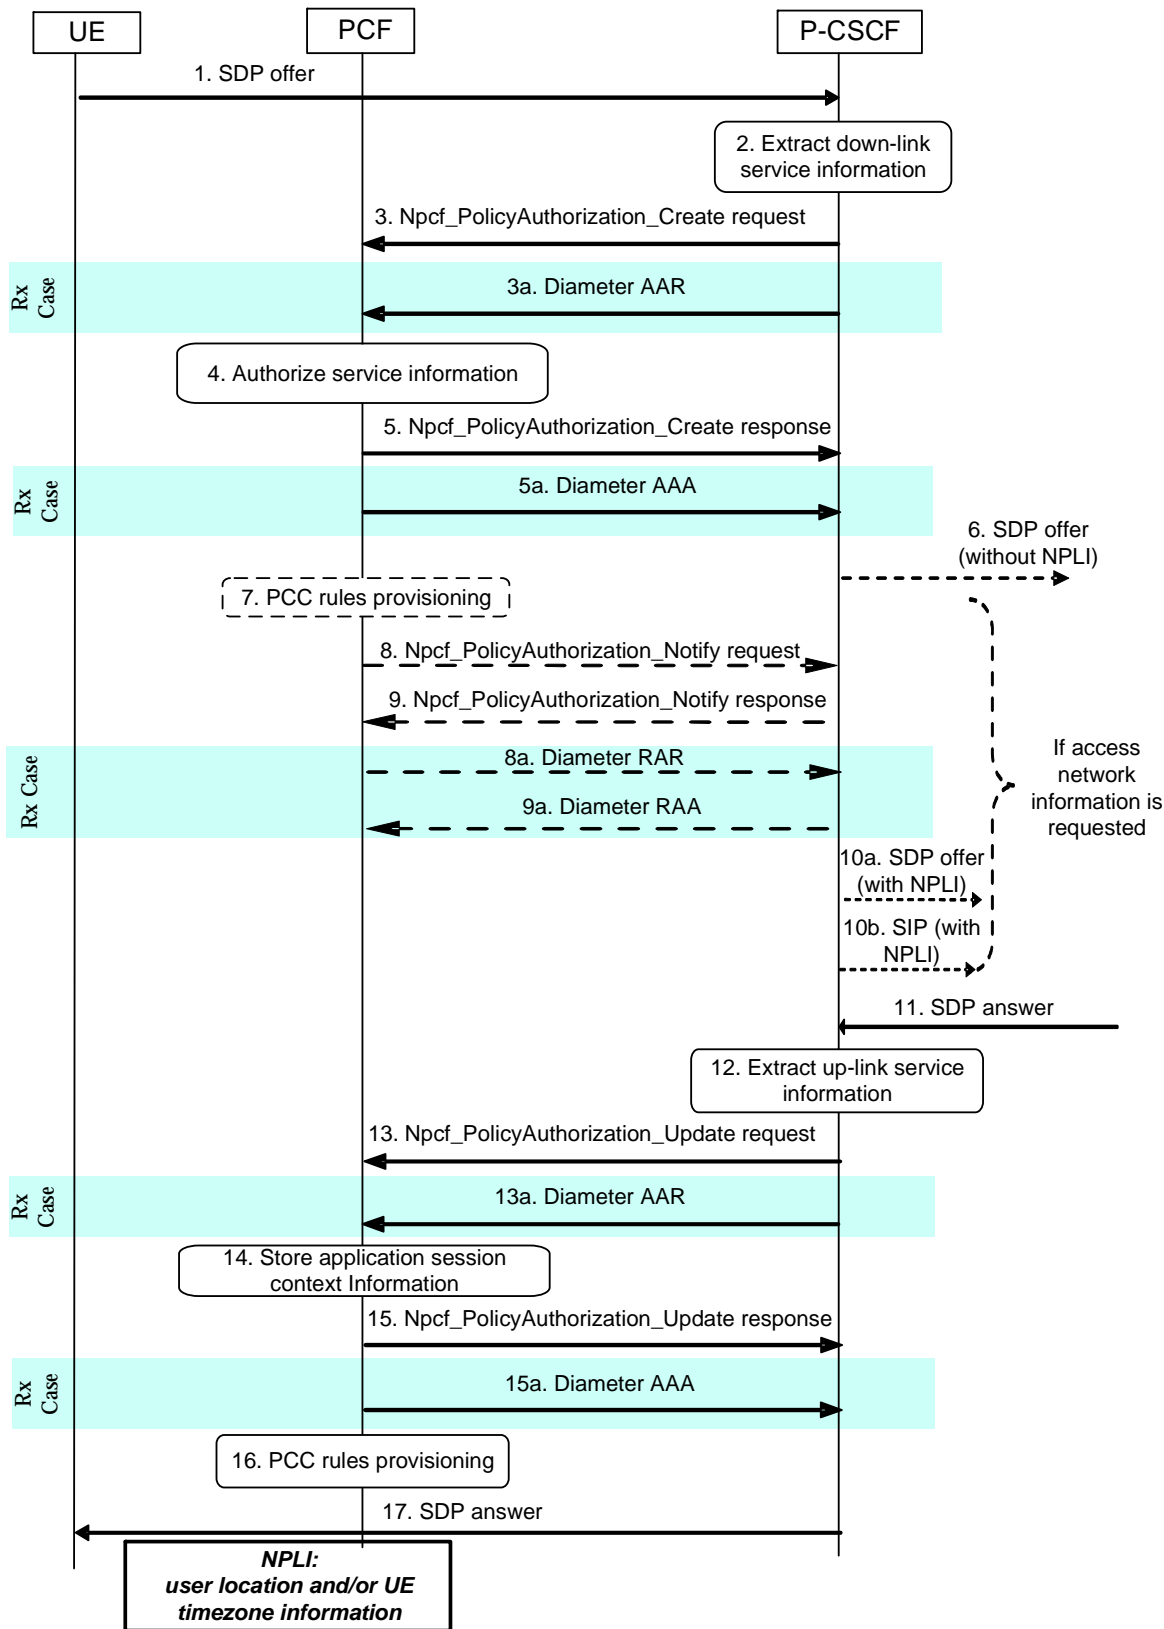 UE
PCF
P-CSCF
1. SDP offer
2. Extract down-link
service information
3. Npcf_PolicyAuthorization_Create request
Rx
Case
3a. Diameter AAR
4. Authorize service information
5. Npcf_PolicyAuthorization_Create response
Rx
Case
5a. Diameter AAA
6. SDP offer
(without NPLI)
7. PCC rules provisioning
8. Npcf_PolicyAuthorization_Notify request
9. Npcf_PolicyAuthorization_Notify response
Rx Case
8a. Diameter RAR
9a. Diameter RAA
If access
network
information is
requested
10a. SDP offer
(with NPLI)
10b. SIP (with
NPLI)
11. SDP answer
12. Extract up-link service
information
13. Npcf_PolicyAuthorization_Update request
Rx
Case
13a. Diameter AAR
14. Store application session
context Information
15. Npcf_PolicyAuthorization_Update response
Rx
Case
15a. Diameter AAA
16. PCC rules provisioning
17. SDP answer
NPLI:
user location and/or UE
timezone information